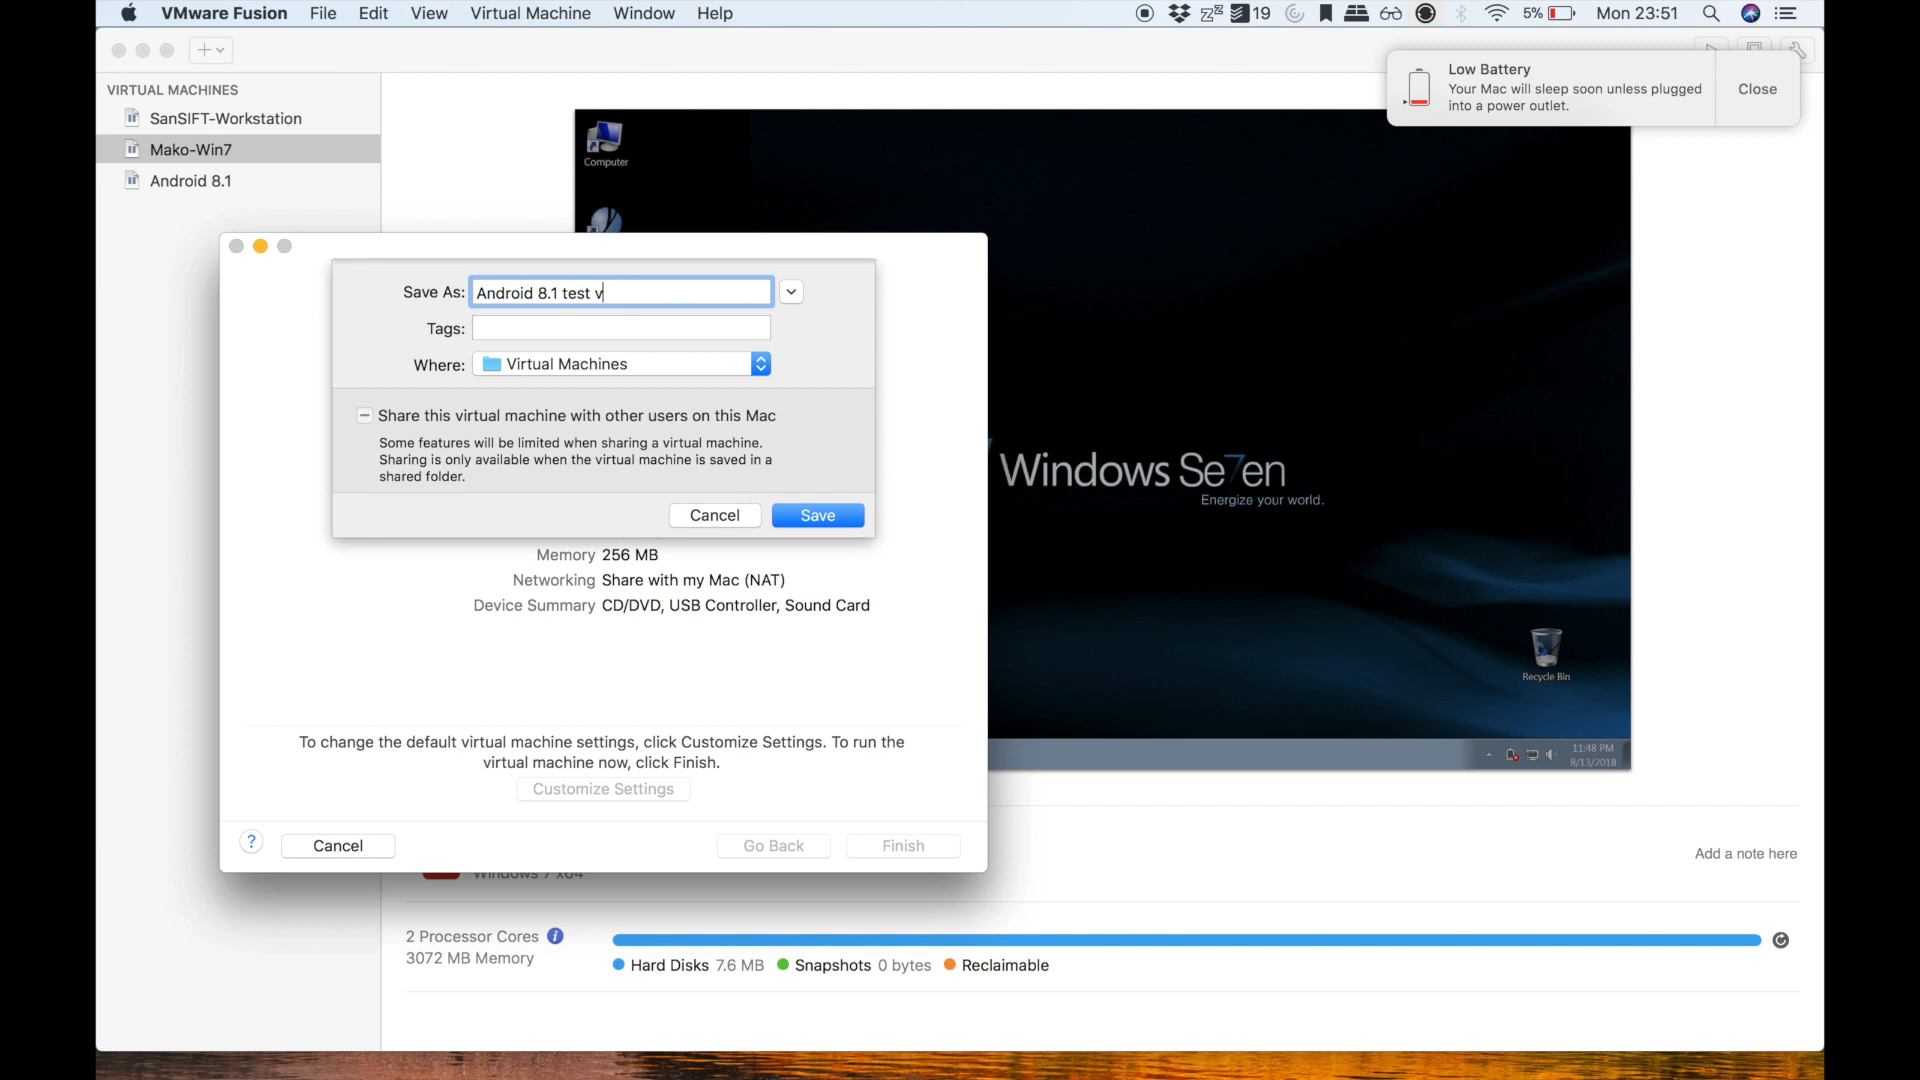 VMware Fusion File Edit View Virtual Machine Window Help
19 5% Mon 23:51
Low Battery
Your Mac will sleep soon unless plugged
into a power outlet.
Close
VIRTUAL MACHINES
SanSIFT-Workstation
Mako-Win7
Android 8.1
Computer
Save As: Android 8.1 test v
Tags:
Where: Virtual Machines
Share this virtual machine with other users on this Mac
Some features will be limited when sharing a virtual machine.
Sharing is only available when the virtual machine is saved in a
shared folder.
Cancel Save
Memory 256 MB
Networking Share with my Mac (NAT)
Device Summary CD/DVD, USB Controller, Sound Card
To change the default virtual machine settings, click Customize Settings. To run the
virtual machine now, click Finish.
Customize Settings
? Cancel Go Back Finish
Windows Se7en
Energize your world.
Recycle Bin
11:48 PM
8/13/2018
Add a note here
Windows 7 x64
2 Processor Cores
3072 MB Memory
Hard Disks 7.6 MB Snapshots 0 bytes Reclaimable